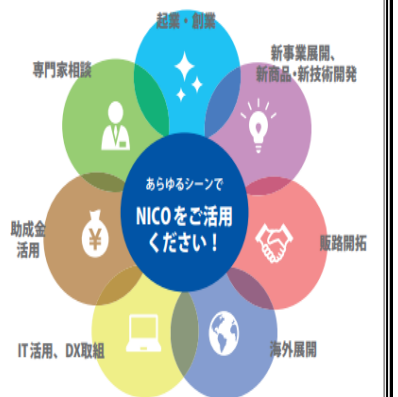 起業・創業
新事業展開、
新商品・新技術開発
専門家相談
あらゆるシーンで
NICOをご活用
ください！
助成金
活用
¥
販路開拓
IT活用、DX取組
海外展開